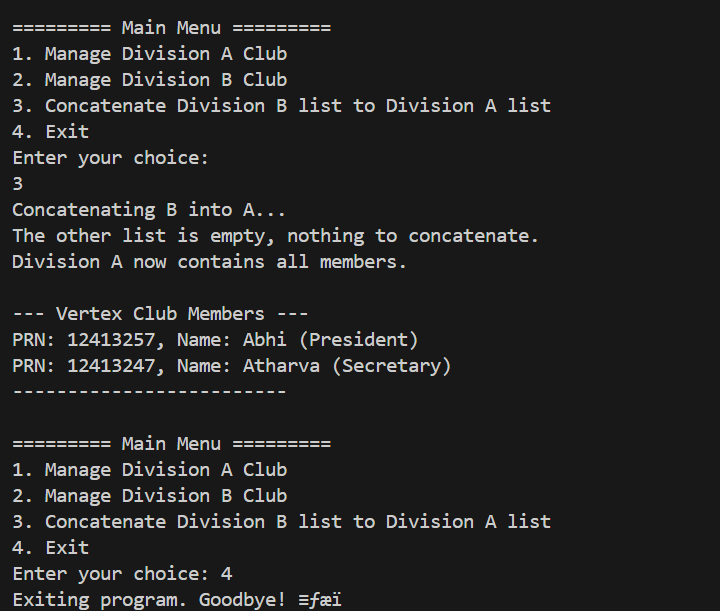 ========= Main Menu =========
1. Manage Division A Club
2. Manage Division B Club
3. Concatenate Division B list to Division A list
4. Exit
Enter your choice:
3
Concatenating B into A...
The other list is empty, nothing to concatenate.
Division A now contains all members.
--- Vertex Club Members ---
PRN: 12413257, Name: Abhi (President)
PRN: 12413247, Name: Atharva (Secretary)
-------------------------
========= Main Menu =========
1. Manage Division A Club
2. Manage Division B Club
3. Concatenate Division B list to Division A list
4. Exit
Enter your choice: 4
Exiting program. Goodbye! ≡ƒæï